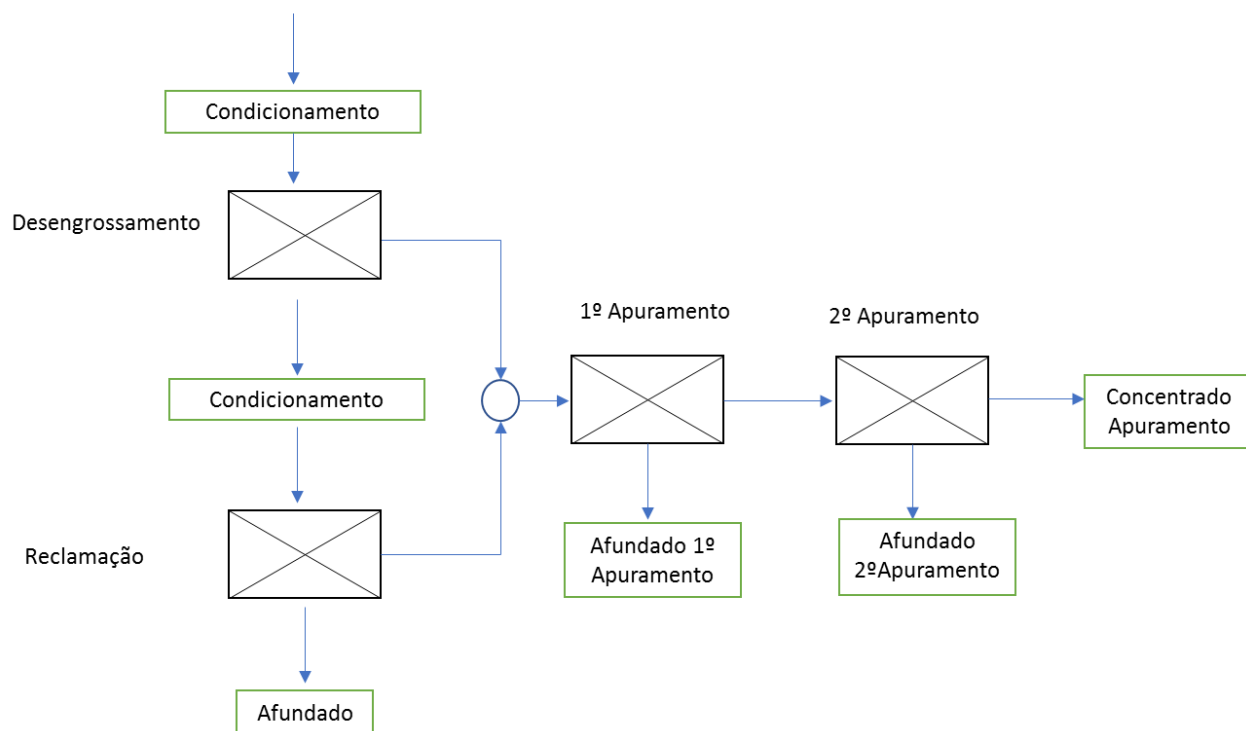 Condicionamento
Desengrossamento
1º Apuramento
2º Apuramento
Condicionamento
Concentrado
Apuramento
Reclamação
Afundado 1º
Apuramento
Afundado
2ºApuramento
Afundado